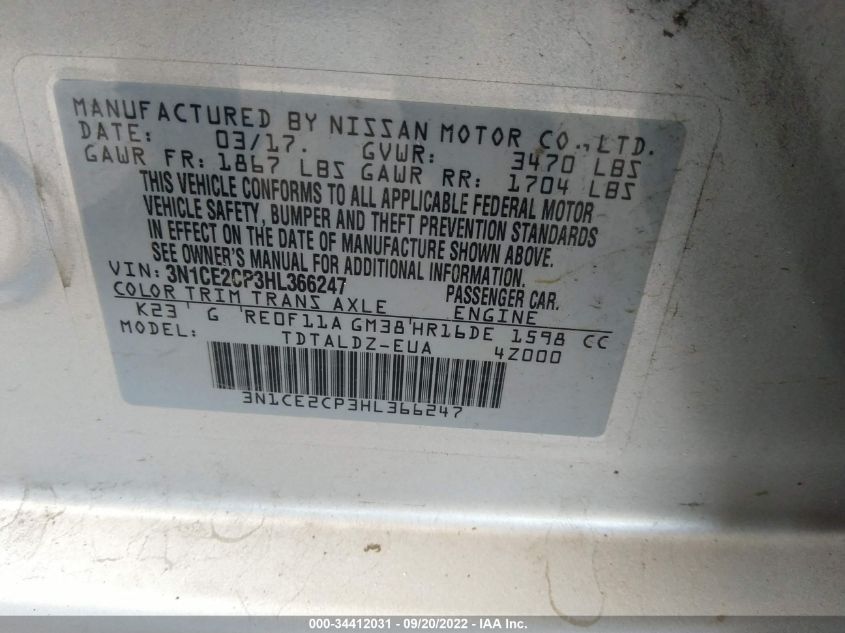 MANUFACTURED BY NISSAN MOTOR CO.,LTD.
DATE: 03/17. GVWR: 3470 LBS
GAWR FR: 1867 LBS GAWR RR: 1704 LBS
THIS VEHICLE CONFORMS TO ALL APPLICABLE FEDERAL MOTOR
VEHICLE SAFETY, BUMPER AND THEFT PREVENTION STANDARDS
IN EFFECT ON THE DATE OF MANUFACTURE SHOWN ABOVE.
SEE OWNER'S MANUAL FOR ADDITIONAL INFORMATION.
VIN: 3N1CE2CP3HL366247 PASSENGER CAR.
COLOR TRIM TRANS AXLE ENGINE
K23 G RE0F11A GM38 HR16DE 1598 CC
MODEL: TDTALDZ-EUA 4Z000
3N1CE2CP3HL366247
000-34412031 - 09/20/2022 - IAA Inc.